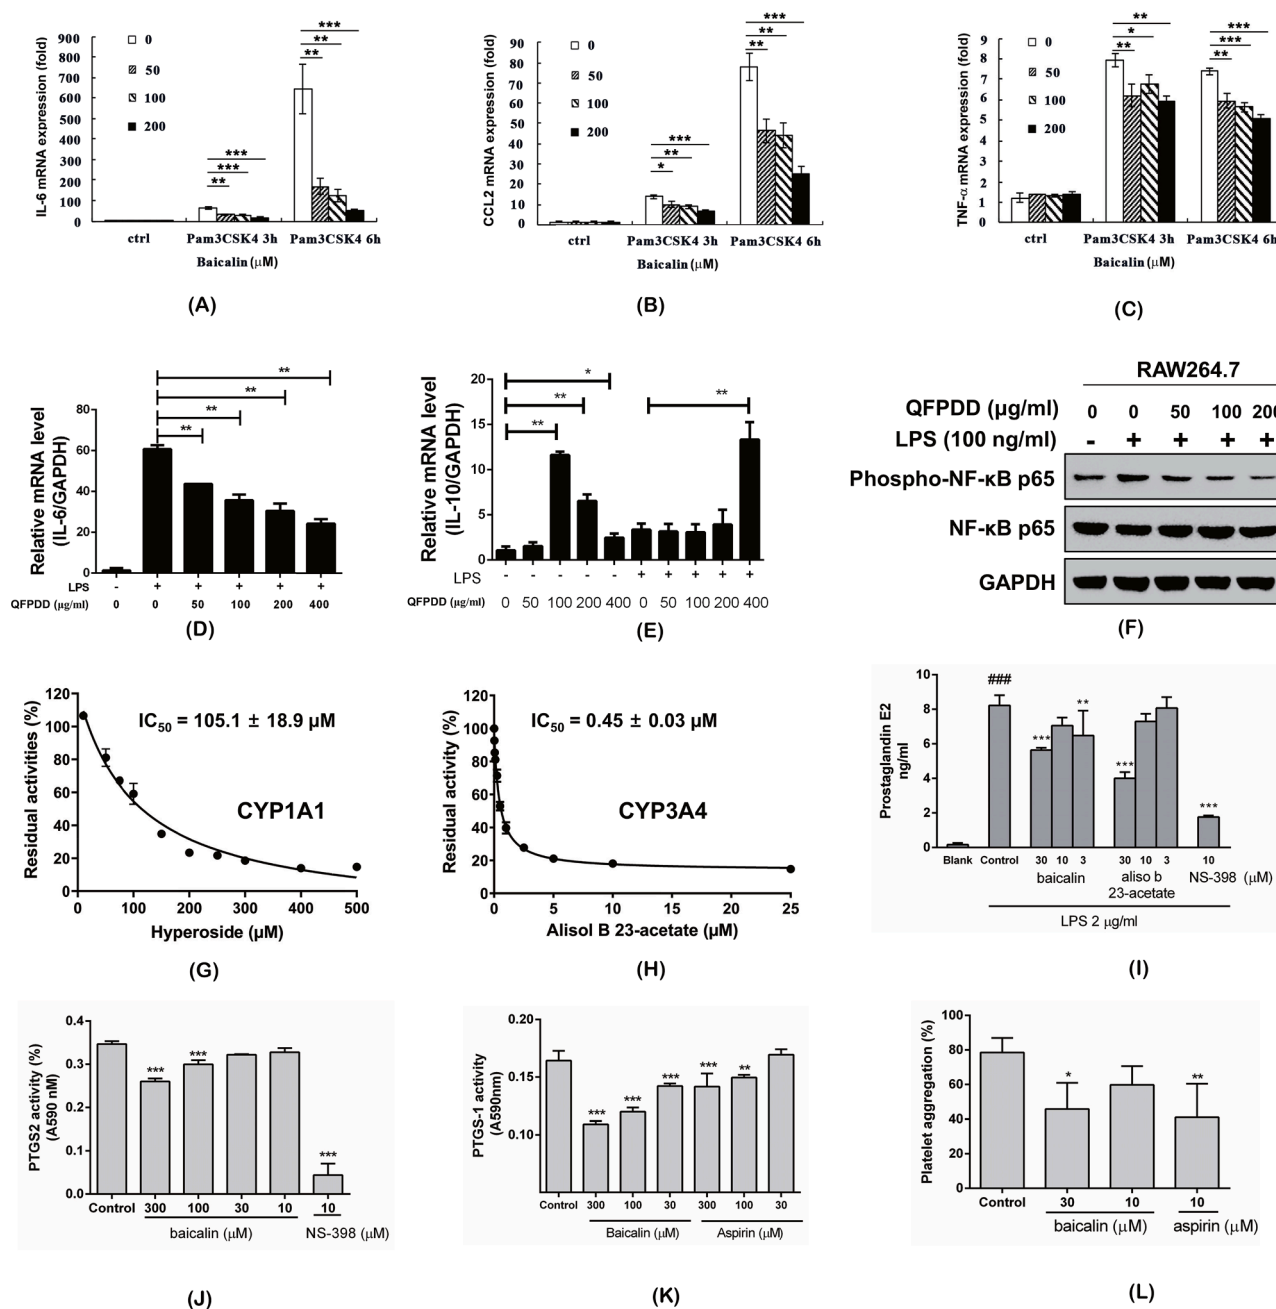 IL-6 mRNA expression (fold)
900
800
700
600
500
400
300
200
100
0
0
50
100
200
**
***
***
**
**
***
ctrl Pam3CSK4 3h Pam3CSK4 6h
Baicalin (μM)
(A)
CCL2 mRNA expression (fold)
90
80
70
60
50
40
30
20
10
0
0
50
100
200
*
**
***
**
**
***
ctrl Pam3CSK4 3h Pam3CSK4 6h
Baicalin (μM)
(B)
TNF-α mRNA expression (fold)
9
8
7
6
5
4
3
2
1
0
0
50
100
200
**
*
**
**
***
***
ctrl Pam3CSK4 3h Pam3CSK4 6h
Baicalin (μM)
(C)
Relative mRNA level
(IL-6/GAPDH)
80
60
40
20
0
**
**
**
**
LPS - + + + + +
QFPDD (μg/ml) 0 0 50 100 200 400
(D)
Relative mRNA level
(IL-10/GAPDH)
20
15
10
5
0
*
**
**
**
LPS - - - - - + + + + +
QFPDD (μg/ml) 0 50 100 200 400 0 50 100 200 400
(E)
RAW264.7
QFPDD (μg/ml) 0 0 50 100 200
LPS (100 ng/ml) - + + + +
Phospho-NF-κB p65
NF-κB p65
GAPDH
(F)
Residual activities (%)
120
100
80
60
40
20
0
IC50 = 105.1 ± 18.9 μM
CYP1A1
0 100 200 300 400 500
Hyperoside (μM)
(G)
Residual activity (%)
120
100
80
60
40
20
0
IC50 = 0.45 ± 0.03 μM
CYP3A4
0 5 10 15 20 25
Alisol B 23-acetate (μM)
(H)
Prostaglandin E2
ng/ml
10
8
6
4
2
0
###
***
**
***
***
Blank Control 30 10 3 30 10 3 10
baicalin aliso b
23-acetate NS-398 (μM)
LPS 2 μg/ml
(I)
PTGS2 activity (%)
(A590 nM)
0.4
0.3
0.2
0.1
0.0
***
***
***
Control 300 100 30 10 10
baicalin (μM) NS-398 (μM)
(J)
PTGS-1 activity
(A590nm)
0.20
0.15
0.10
***
***
***
***
**
Control 300 100 30 300 100 30
Baicalin (μM) Aspirin (μM)
(K)
Platelet aggregation (%)
100
80
60
40
20
0
*
**
Control 30 10 10
baicalin (μM) aspirin (μM)
(L)